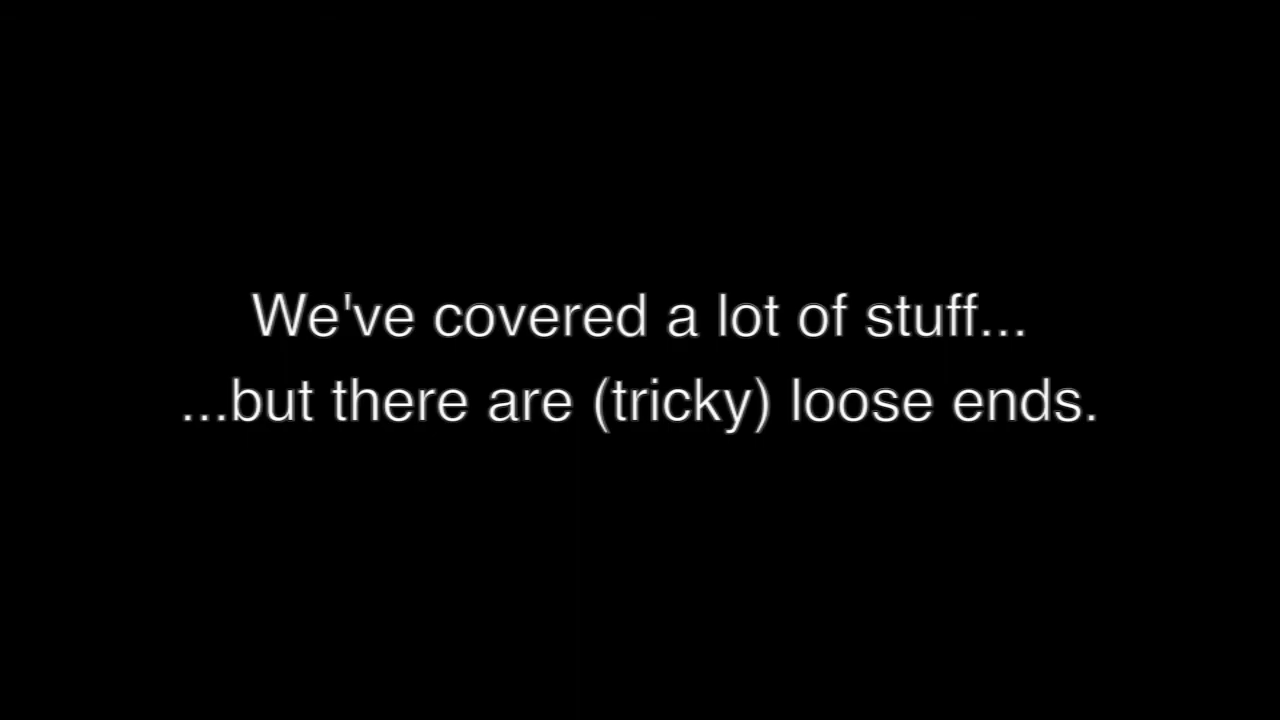 We've covered a lot of stuff...
...but there are (tricky) loose ends.